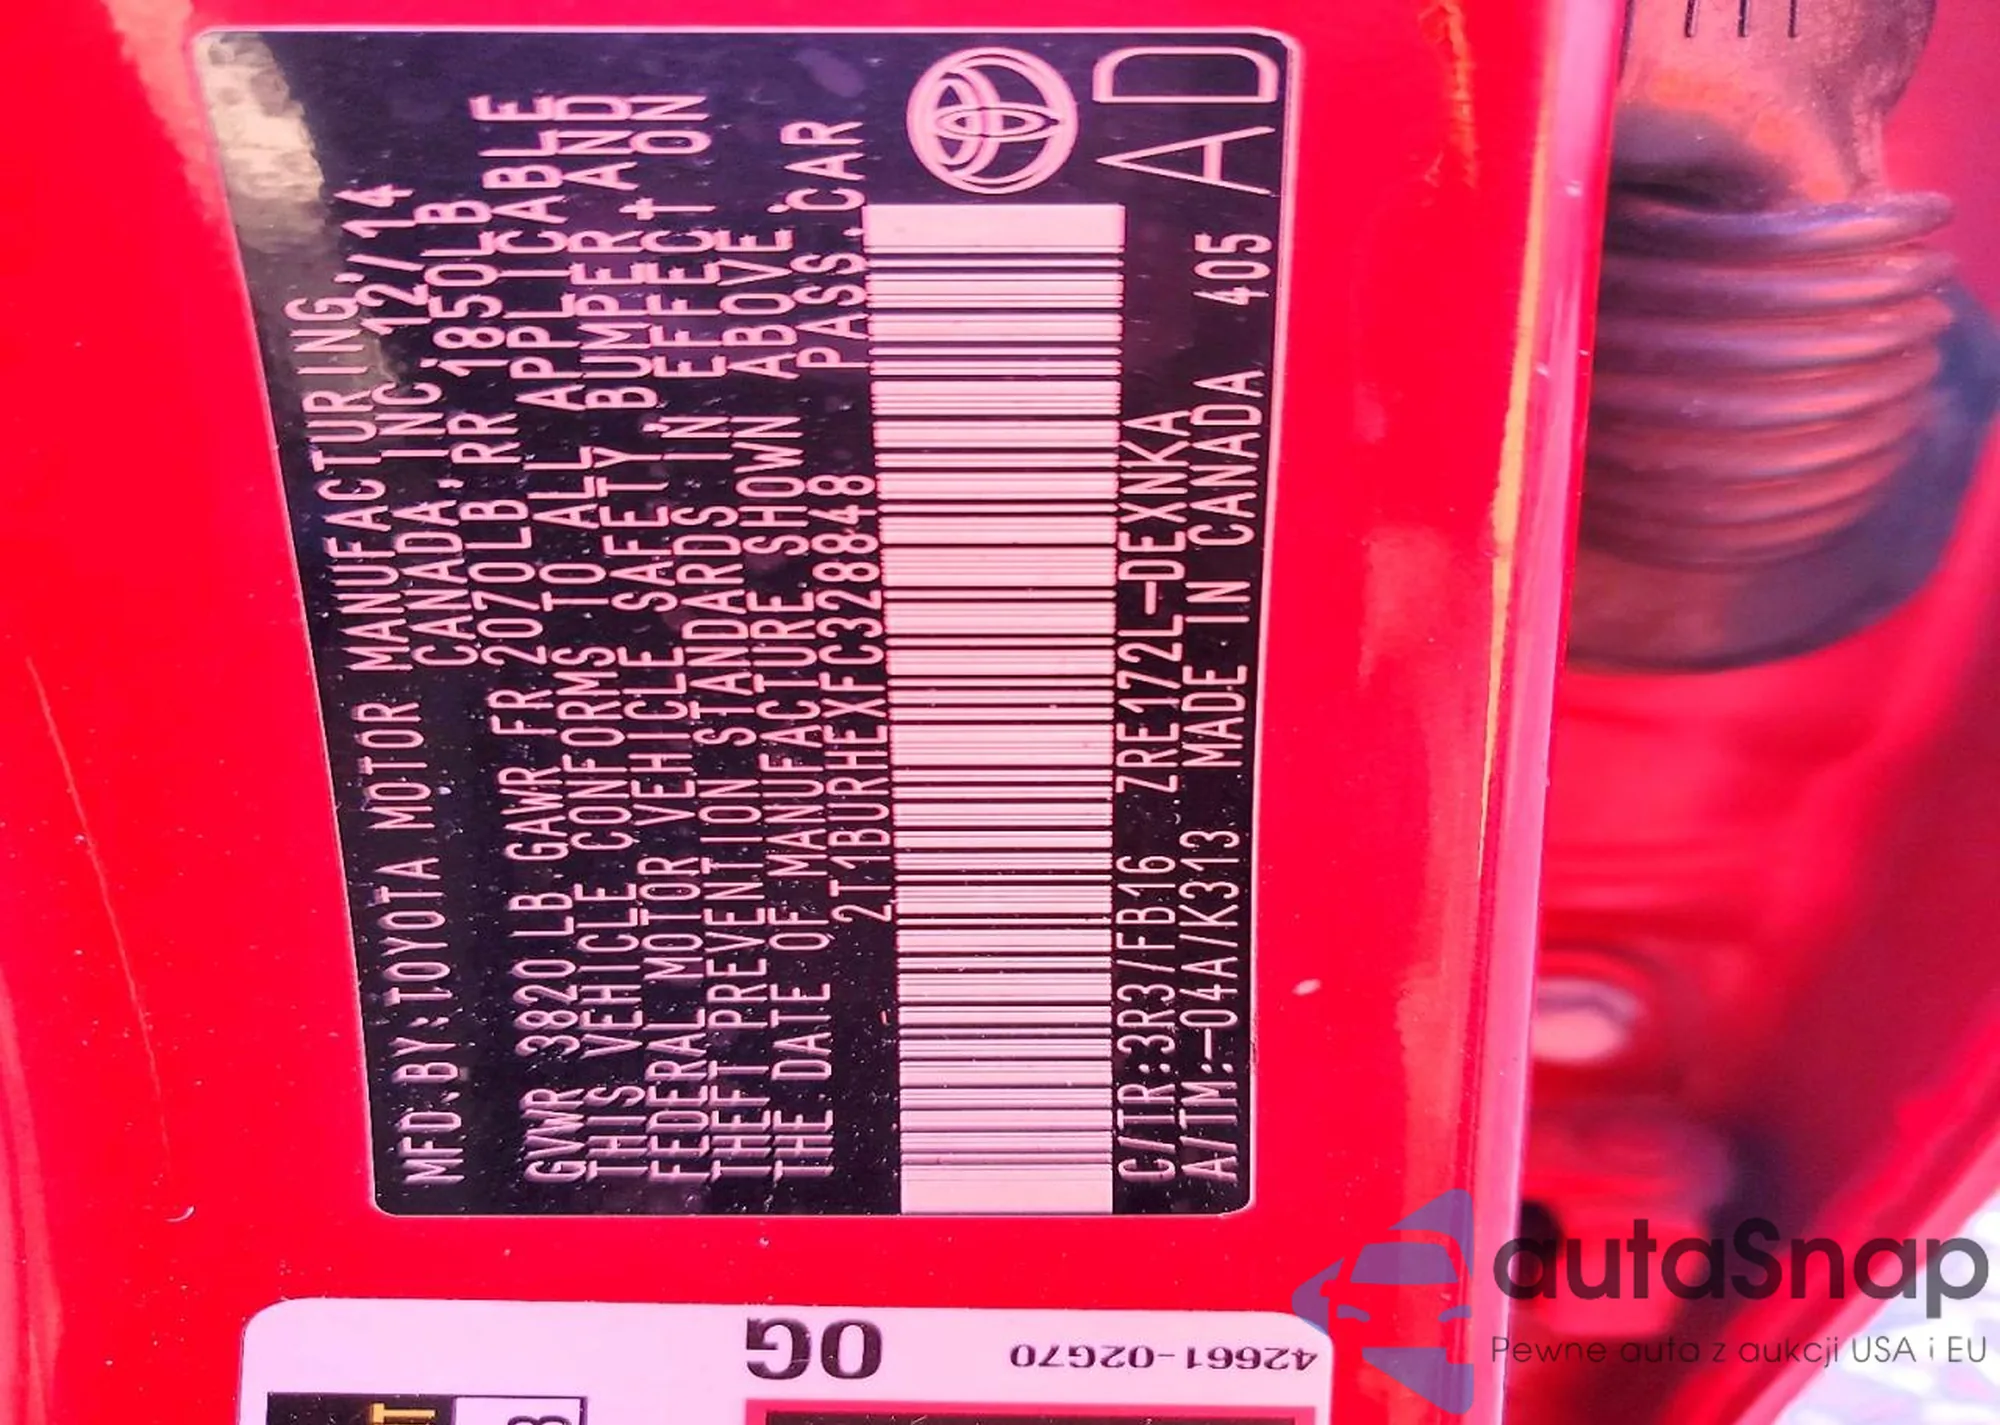 MFD.BY:TOYOTA MOTOR MANUFACTURING
CANADA INC. 12/14
GVWR 3820 LB GAWR FR 2070LB RR 1850LB
THIS VEHICLE CONFORMS TO ALL APPLICABLE
FEDERAL MOTOR VEHICLE SAFETY BUMPER AND
THEFT PREVENTION STANDARDS IN EFFECT ON
THE DATE OF MANUFACTURE SHOWN ABOVE.
2T1BURHEXFC328848 PASS.CAR
C/TR:3R3/FB16 ZRE172L-DEXNKA
A/TM:-04A/K313 MADE IN CANADA 405
AD
42661-02G70 0G
autaSnap
Pewne auta z aukcji USA i EU